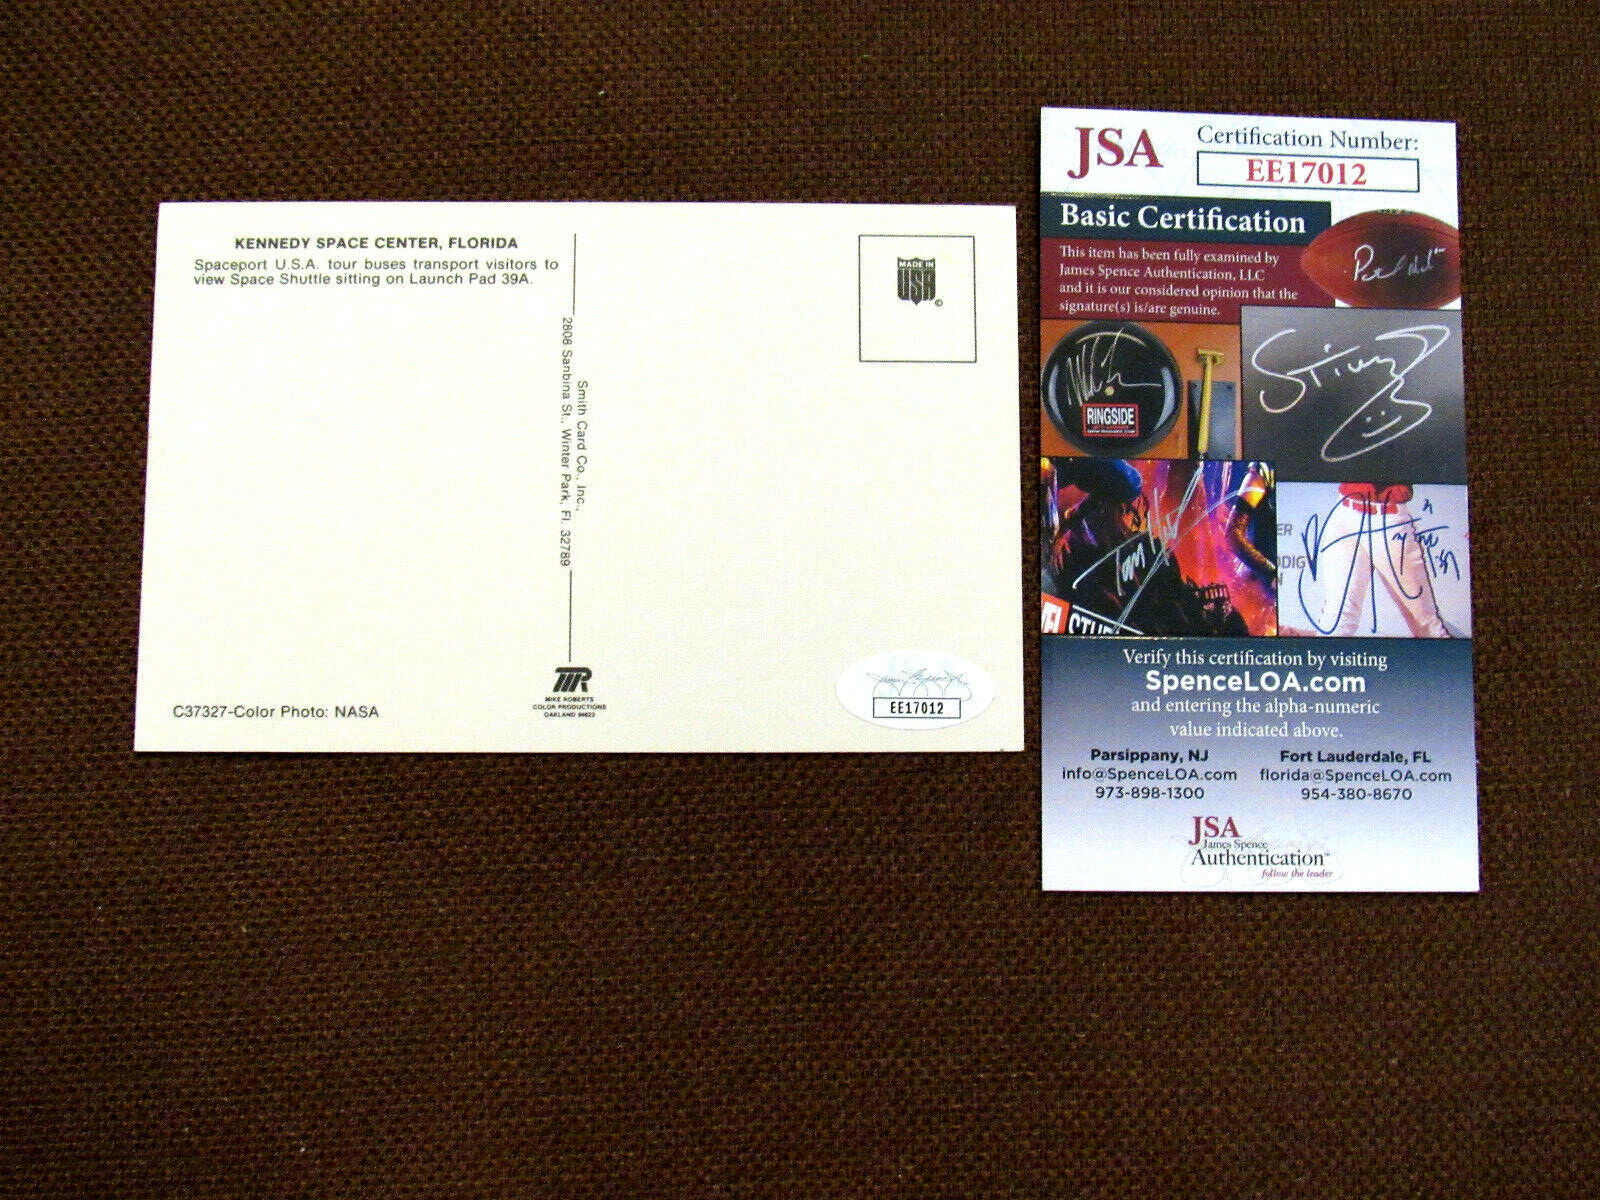 KENNEDY SPACE CENTER, FLORIDA
Spaceport U.S.A. tour buses transport visitors to
view Space Shuttle sitting on Launch Pad 39A.
MADE IN
USA
©
Smith Card Co., Inc.,
2808 Sanbina St., Winter Park, Fl. 32789
MIKE ROBERTS
COLOR PRODUCTIONS
OAKLAND 94623
C37327-Color Photo: NASA
EE17012
JSA
Certification Number:
EE17012
Basic Certification
This item has been fully examined by
James Spence Authentication, LLC
and it is our considered opinion that the
signature(s) is/are genuine.
RINGSIDE
Verify this certification by visiting
SpenceLOA.com
and entering the alpha-numeric
value indicated above.
Parsippany, NJ
info@SpenceLOA.com
973-898-1300
Fort Lauderdale, FL
florida@SpenceLOA.com
954-380-8670
JSA
James Spence
Authentication™
follow the leader